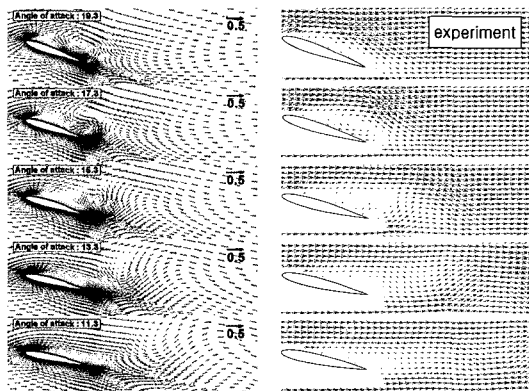 Angle of attack : 19.3
0.5
experiment
Angle of attack : 17.3
0.5
Angle of attack : 15.3
0.5
Angle of attack : 13.3
0.5
Angle of attack : 11.3
0.5